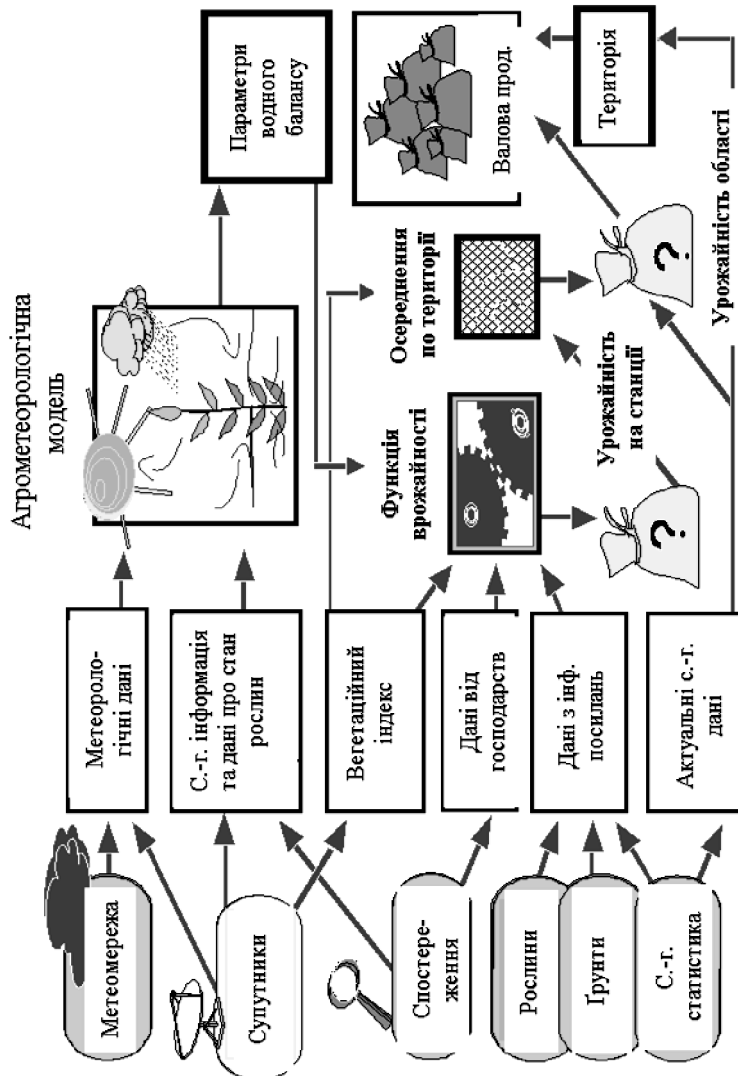 Агрометеорологічна
модель
Параметри
водного
балансу
Метеомережа
Метеороло-
гічні дані
Супутники
С.-г. інформація
та дані про стан
рослин
Вегетаційний
індекс
Функція
врожайності
Осереднення
по території
Валова прод.
Спостере-
ження
Дані від
господарств
Рослини
Ґрунти
Дані з інф.
посилань
?
Урожайність
на станції
?
Територія
С.-г.
статистика
Актуальні с.-г.
дані
Урожайність області